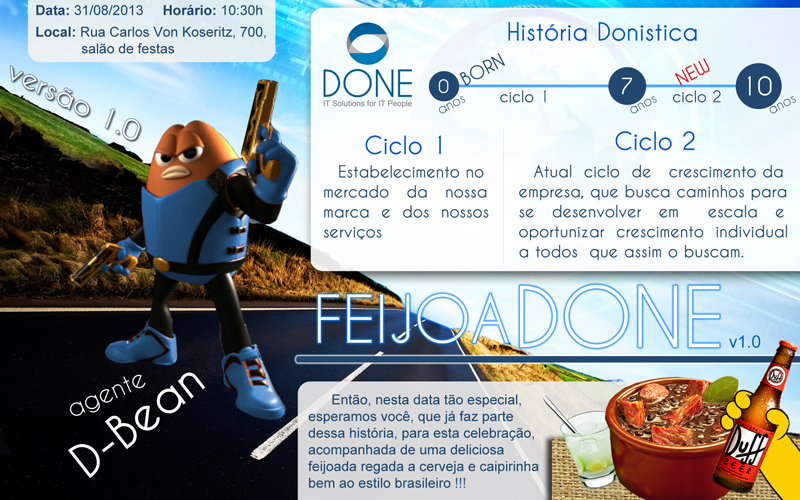 Data: 31/08/2013 Horário: 10:30h
Local: Rua Carlos Von Koseritz, 700,
salão de festas
versão 1.0
DONE
IT Solutions for IT People
História Donistica
0 anos BORN ciclo 1 7 anos NEW ciclo 2 10 anos
Ciclo 1
Estabelecimento no
mercado da nossa
marca e dos nossos
serviços
Ciclo 2
Atual ciclo de crescimento da
empresa, que busca caminhos para
se desenvolver em escala e
oportunizar crescimento individual
a todos que assim o buscam.
FEIJOADONE v1.0
agente
D-Bean
Então, nesta data tão especial,
esperamos você, que já faz parte
dessa história, para esta celebração,
acompanhada de uma deliciosa
feijoada regada a cerveja e caipirinha
bem ao estilo brasileiro !!!
Duff
Duff
BEER